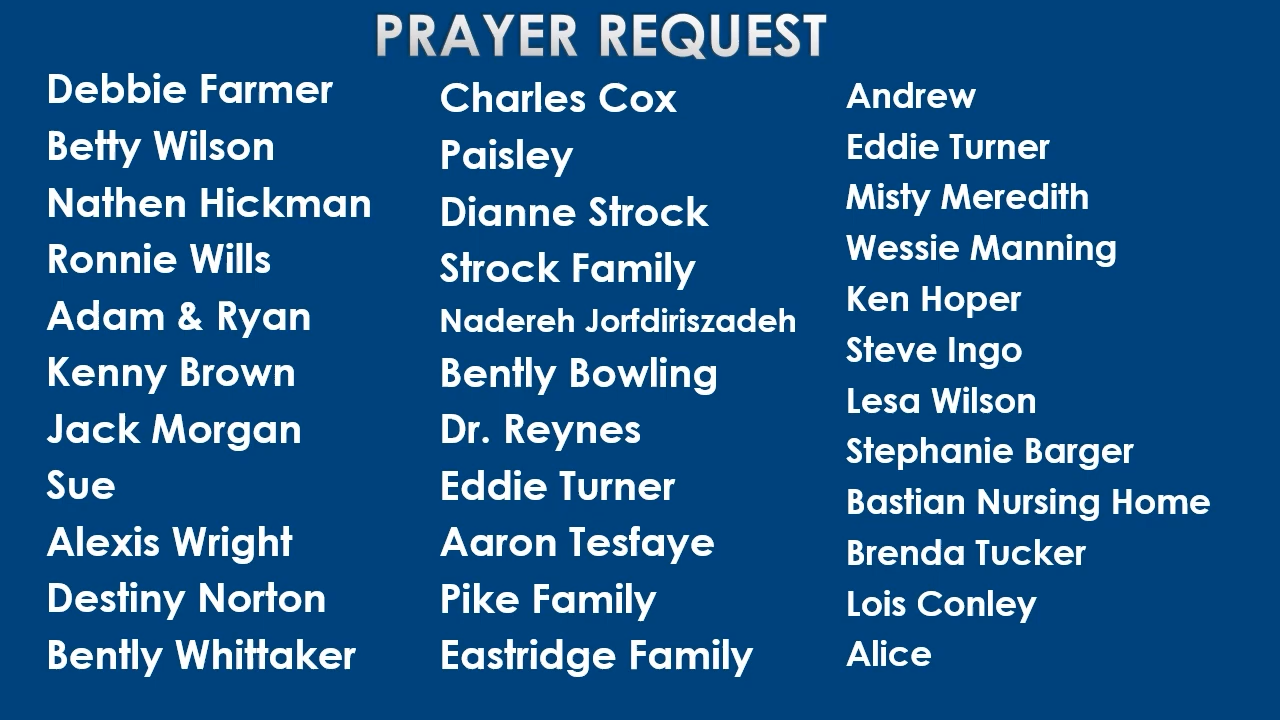 PRAYER REQUEST
Debbie Farmer
Betty Wilson
Nathen Hickman
Ronnie Wills
Adam & Ryan
Kenny Brown
Jack Morgan
Sue
Alexis Wright
Destiny Norton
Bently Whittaker
Charles Cox
Paisley
Dianne Strock
Strock Family
Nadereh Jorfdiriszadeh
Bently Bowling
Dr. Reynes
Eddie Turner
Aaron Tesfaye
Pike Family
Eastridge Family
Andrew
Eddie Turner
Misty Meredith
Wessie Manning
Ken Hoper
Steve Ingo
Lesa Wilson
Stephanie Barger
Bastian Nursing Home
Brenda Tucker
Lois Conley
Alice